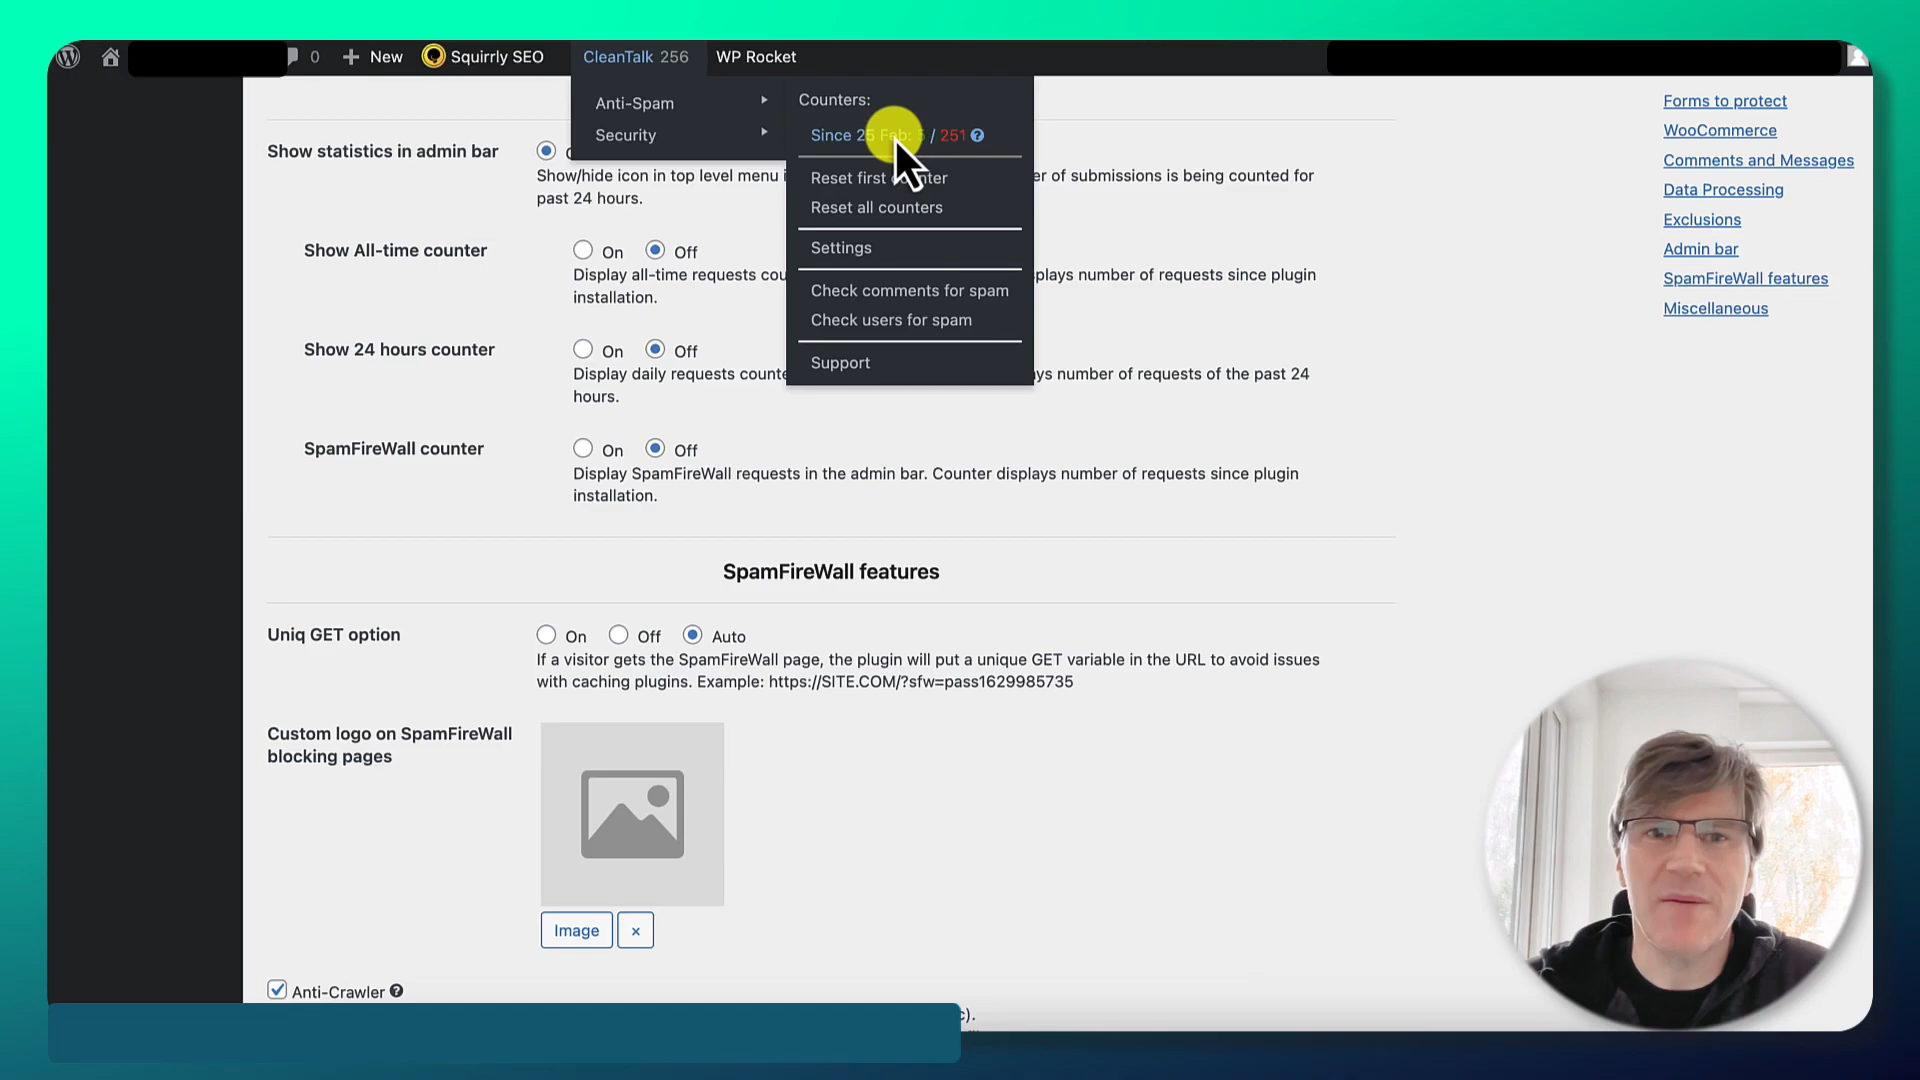 0 New Squirrly SEO CleanTalk 256 WP Rocket
Anti-Spam
Security
Counters:
Since 25 Feb: / 251
Reset first counter
Reset all counters
Settings
Check comments for spam
Check users for spam
Support
Forms to protect
WooCommerce
Comments and Messages
Data Processing
Exclusions
Admin bar
SpamFireWall features
Miscellaneous
Show statistics in admin bar
Show/hide icon in top level menu er of submissions is being counted for
past 24 hours.
Show All-time counter On Off
Display all-time requests plays number of requests since plugin
installation.
Show 24 hours counter On Off
Display daily requests number of requests of the past 24
hours.
SpamFireWall counter On Off
Display SpamFireWall requests in the admin bar. Counter displays number of requests since plugin
installation.
SpamFireWall features
Uniq GET option On Off Auto
If a visitor gets the SpamFireWall page, the plugin will put a unique GET variable in the URL to avoid issues
with caching plugins. Example: https://SITE.COM/?sfw=pass1629985735
Custom logo on SpamFireWall
blocking pages
Image ×
Anti-Crawler ?
c).